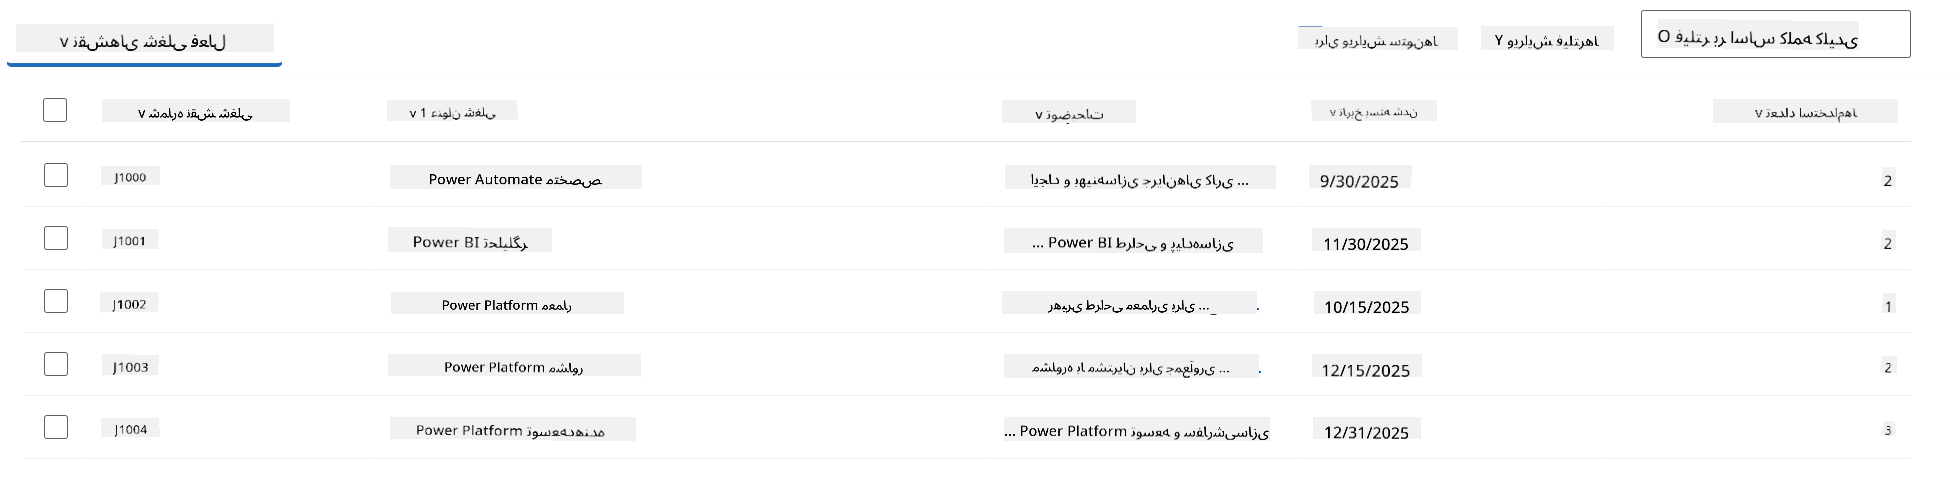 v نقش‌های شغلی فعال
برای ویرایش ستون‌ها
Y ویرایش فیلترها
O فیلتر بر اساس کلمه کلیدی
v شماره نقش شغلی
v 1 عنوان شغلی
v توضیحات
v تاریخ بسته شدن
v تعداد استخدام‌ها
J1000
Power Automate متخصص
ایجاد و بهینه‌سازی جریان‌های کاری ...
9/30/2025
2
J1001
Power BI تحلیلگر
... Power BI طراحی و پیاده‌سازی
11/30/2025
2
J1002
Power Platform معمار
رهبری طراحی معماری برای ...
10/15/2025
1
J1003
Power Platform مشاور
مشاوره با مشتریان برای جمع‌آوری ...
12/15/2025
2
J1004
Power Platform توسعه‌دهنده
... Power Platform توسعه و سفارشی‌سازی
12/31/2025
3